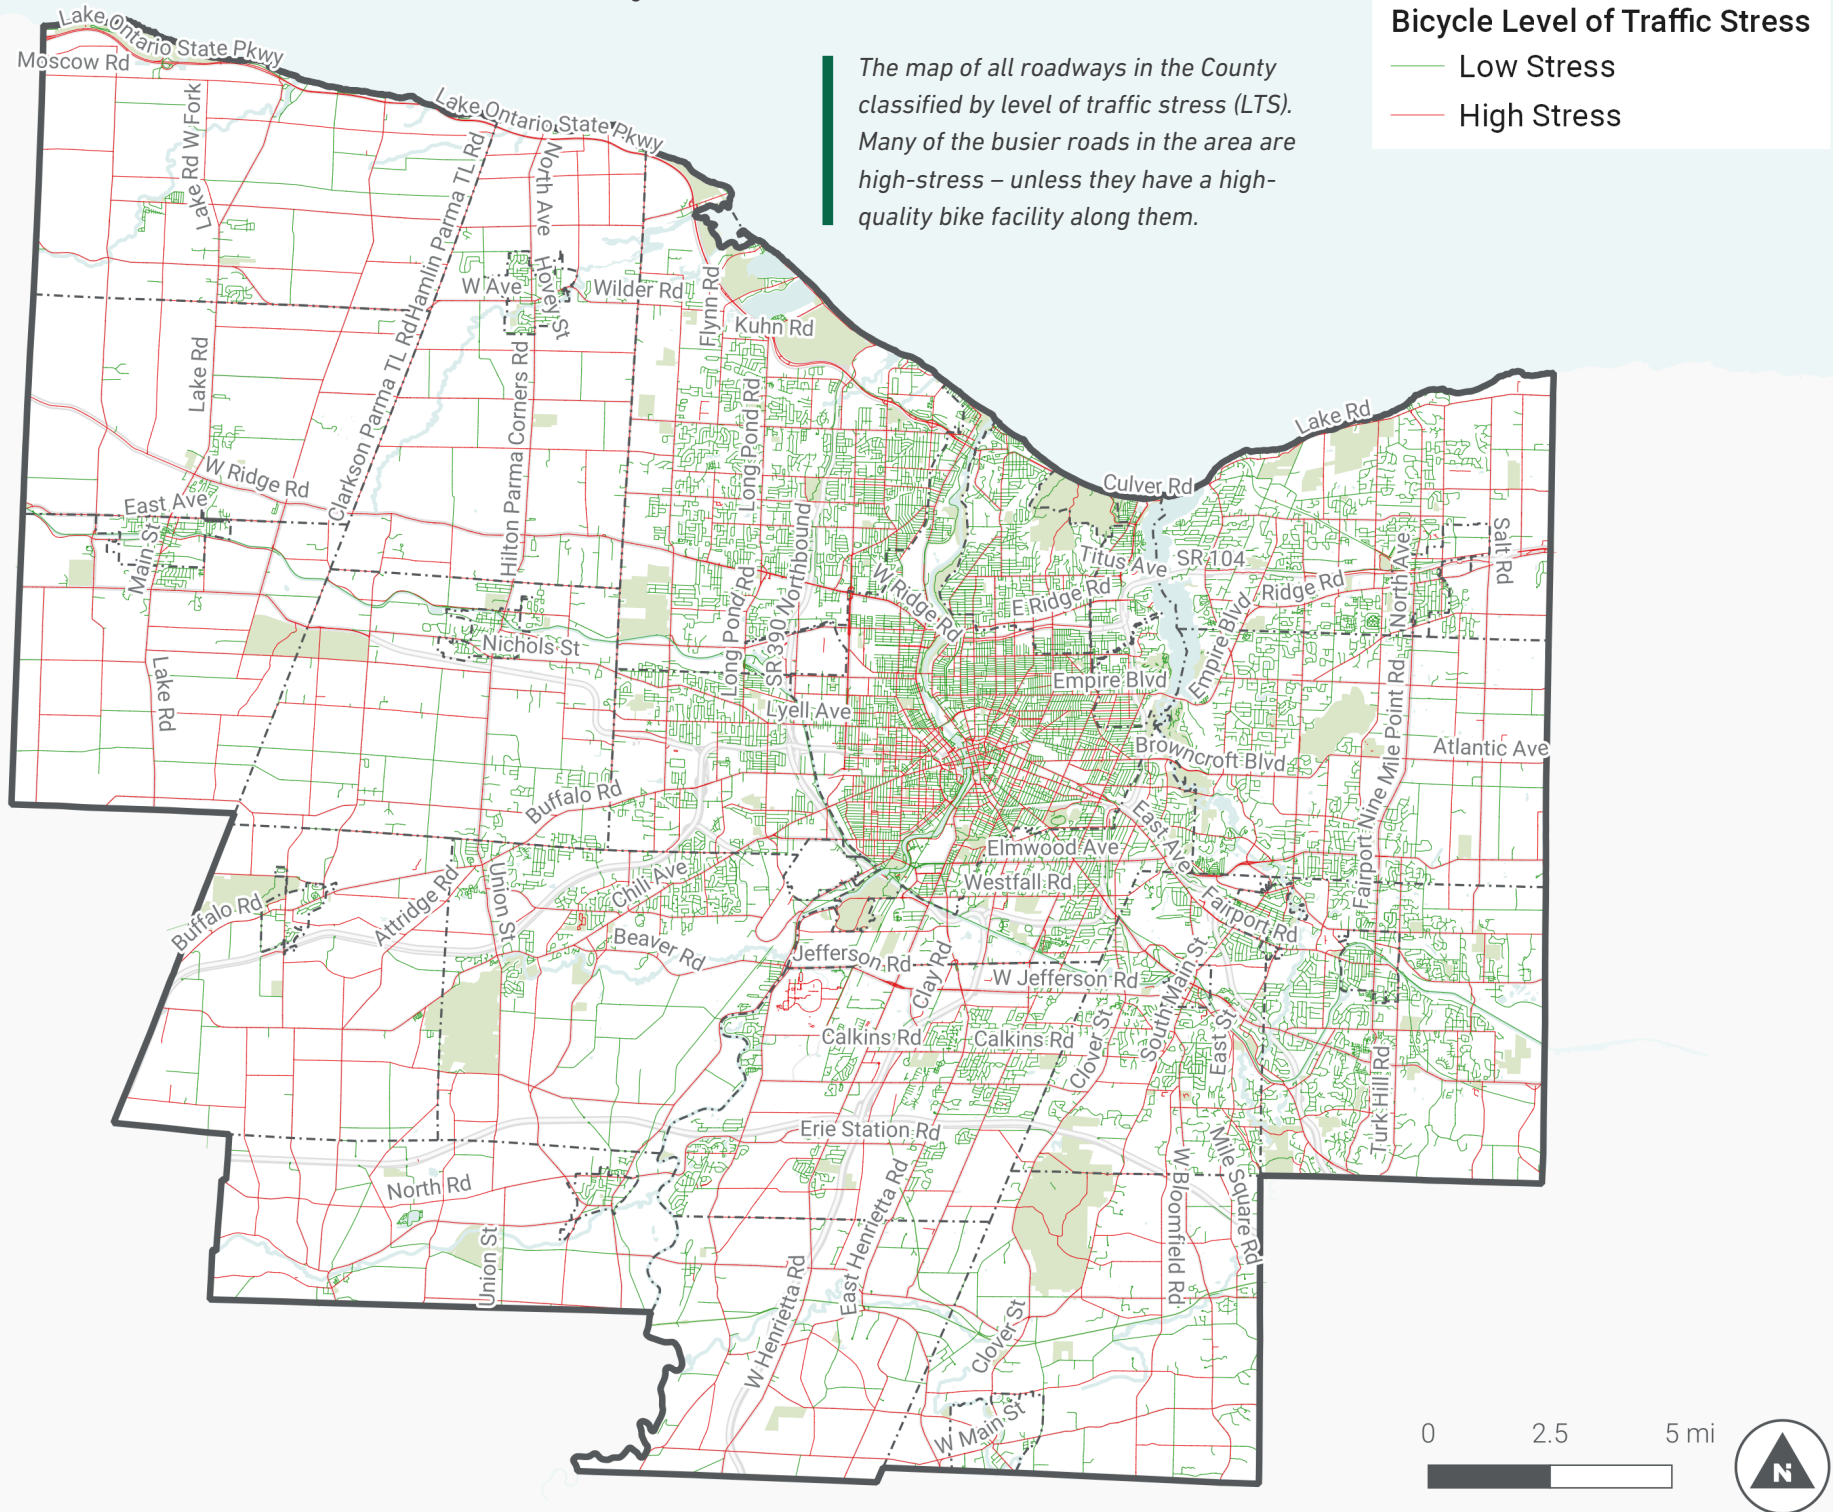 Bicycle Level of Traffic Stress
Low Stress
High Stress
The map of all roadways in the County
classified by level of traffic stress (LTS).
Many of the busier roads in the area are
high-stress – unless they have a high-
quality bike facility along them.
Lake Ontario State Pkwy
Moscow Rd
Lake Rd W Fork
Lake Ontario State Pkwy
Hamlin Parma TL Rd
North Ave
W Ave
Hovey St
Wilder Rd
Flynn Rd
Kuhn Rd
Lake Rd
Clarkson Parma TL Rd
Hilton Parma Corners Rd
Long Pond Rd
Lake Rd
W Ridge Rd
East Ave
Main St
Culver Rd
SR 390 Northbound
Titus Ave
SR 104
North Ave
Salt Rd
W Ridge Rd
E Ridge Rd
Ridge Rd
Long Pond Rd
Nichols St
Empire Blvd
Empire Blvd
Lake Rd
Lyell Ave
Browncroft Blvd
Fairport Nine Mile Point Rd
Atlantic Ave
Buffalo Rd
East Ave
Elmwood Ave
Westfall Rd
Chili Ave
Attridge Rd
Union St
Buffalo Rd
Fairport Rd
Beaver Rd
Jefferson Rd
Clay Rd
W Jefferson Rd
South Main St
Calkins Rd
Calkins Rd
Clover St
East St
Turk Hill Rd
Erie Station Rd
Mile Square Rd
W Bloomfield Rd
North Rd
Union St
East Henrietta Rd
W Henrietta Rd
Clover St
W Main St
0
2.5
5 mi
N